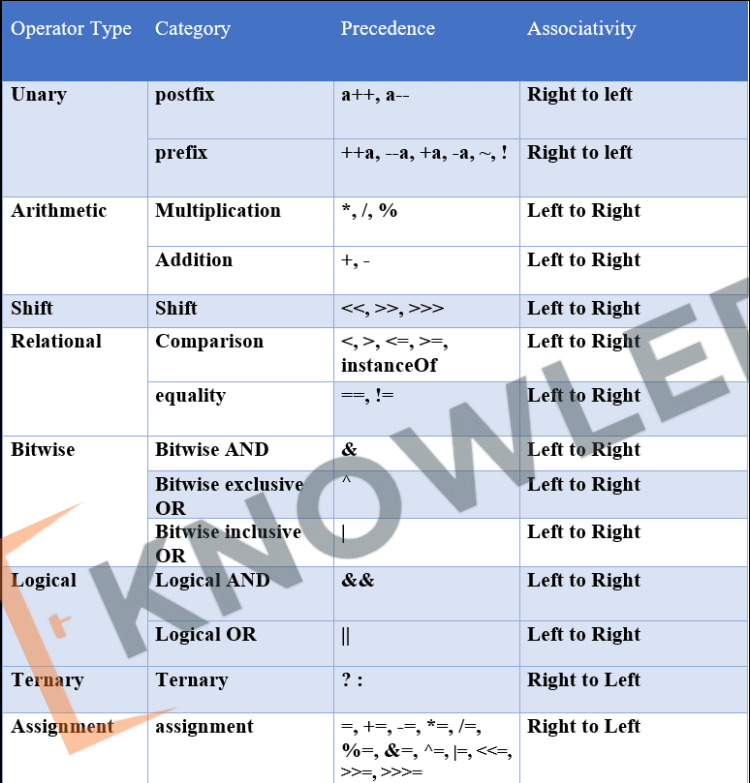 Operator Type Category Precedence Associativity
Unary postfix a++, a-- Right to left
prefix ++a, --a, +a, -a, ~, ! Right to left
Arithmetic Multiplication *, /, % Left to Right
Addition +, - Left to Right
Shift Shift <<, >>, >>> Left to Right
Relational Comparison <, >, <=, >=, Left to Right
instanceOf
equality ==, != Left to Right
Bitwise Bitwise AND & Left to Right
Bitwise exclusive ^ Left to Right
OR
Bitwise inclusive | Left to Right
OR
Logical Logical AND && Left to Right
Logical OR || Left to Right
Ternary Ternary ? : Right to Left
Assignment assignment =, +=, -=, *=, /=, Right to Left
%=, &=, ^=, |=, <<=,
>>=, >>>=
KNOWLE